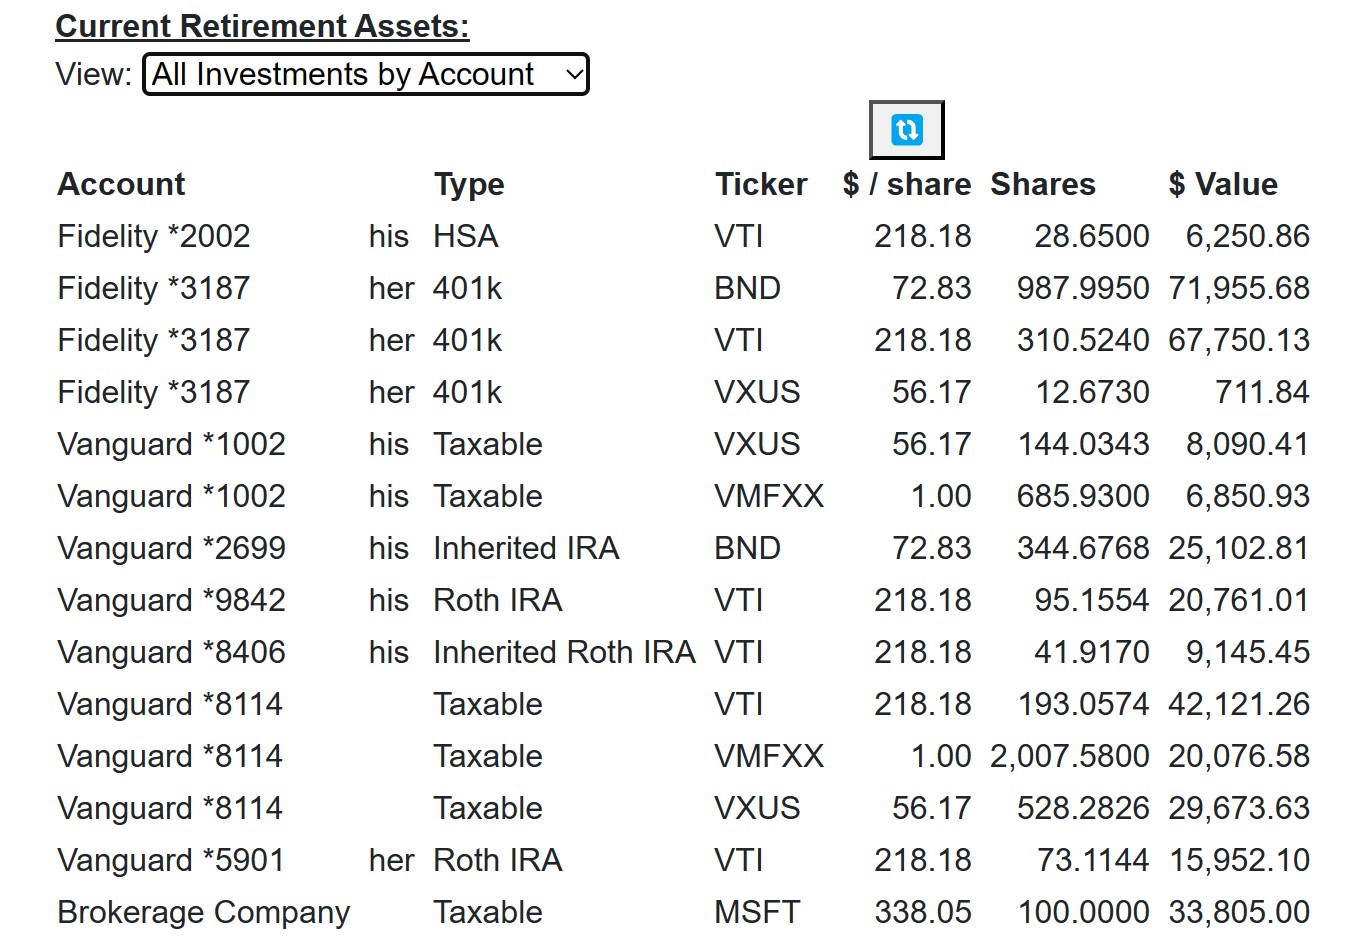 Current Retirement Assets:
View: All Investments by Account
Account Type Ticker $ / share Shares $ Value
Fidelity *2002 his HSA VTI 218.18 28.6500 6,250.86
Fidelity *3187 her 401k BND 72.83 987.9950 71,955.68
Fidelity *3187 her 401k VTI 218.18 310.5240 67,750.13
Fidelity *3187 her 401k VXUS 56.17 12.6730 711.84
Vanguard *1002 his Taxable VXUS 56.17 144.0343 8,090.41
Vanguard *1002 his Taxable VMFXX 1.00 685.9300 6,850.93
Vanguard *2699 his Inherited IRA BND 72.83 344.6768 25,102.81
Vanguard *9842 his Roth IRA VTI 218.18 95.1554 20,761.01
Vanguard *8406 his Inherited Roth IRA VTI 218.18 41.9170 9,145.45
Vanguard *8114 Taxable VTI 218.18 193.0574 42,121.26
Vanguard *8114 Taxable VMFXX 1.00 2,007.5800 20,076.58
Vanguard *8114 Taxable VXUS 56.17 528.2826 29,673.63
Vanguard *5901 her Roth IRA VTI 218.18 73.1144 15,952.10
Brokerage Company Taxable MSFT 338.05 100.0000 33,805.00